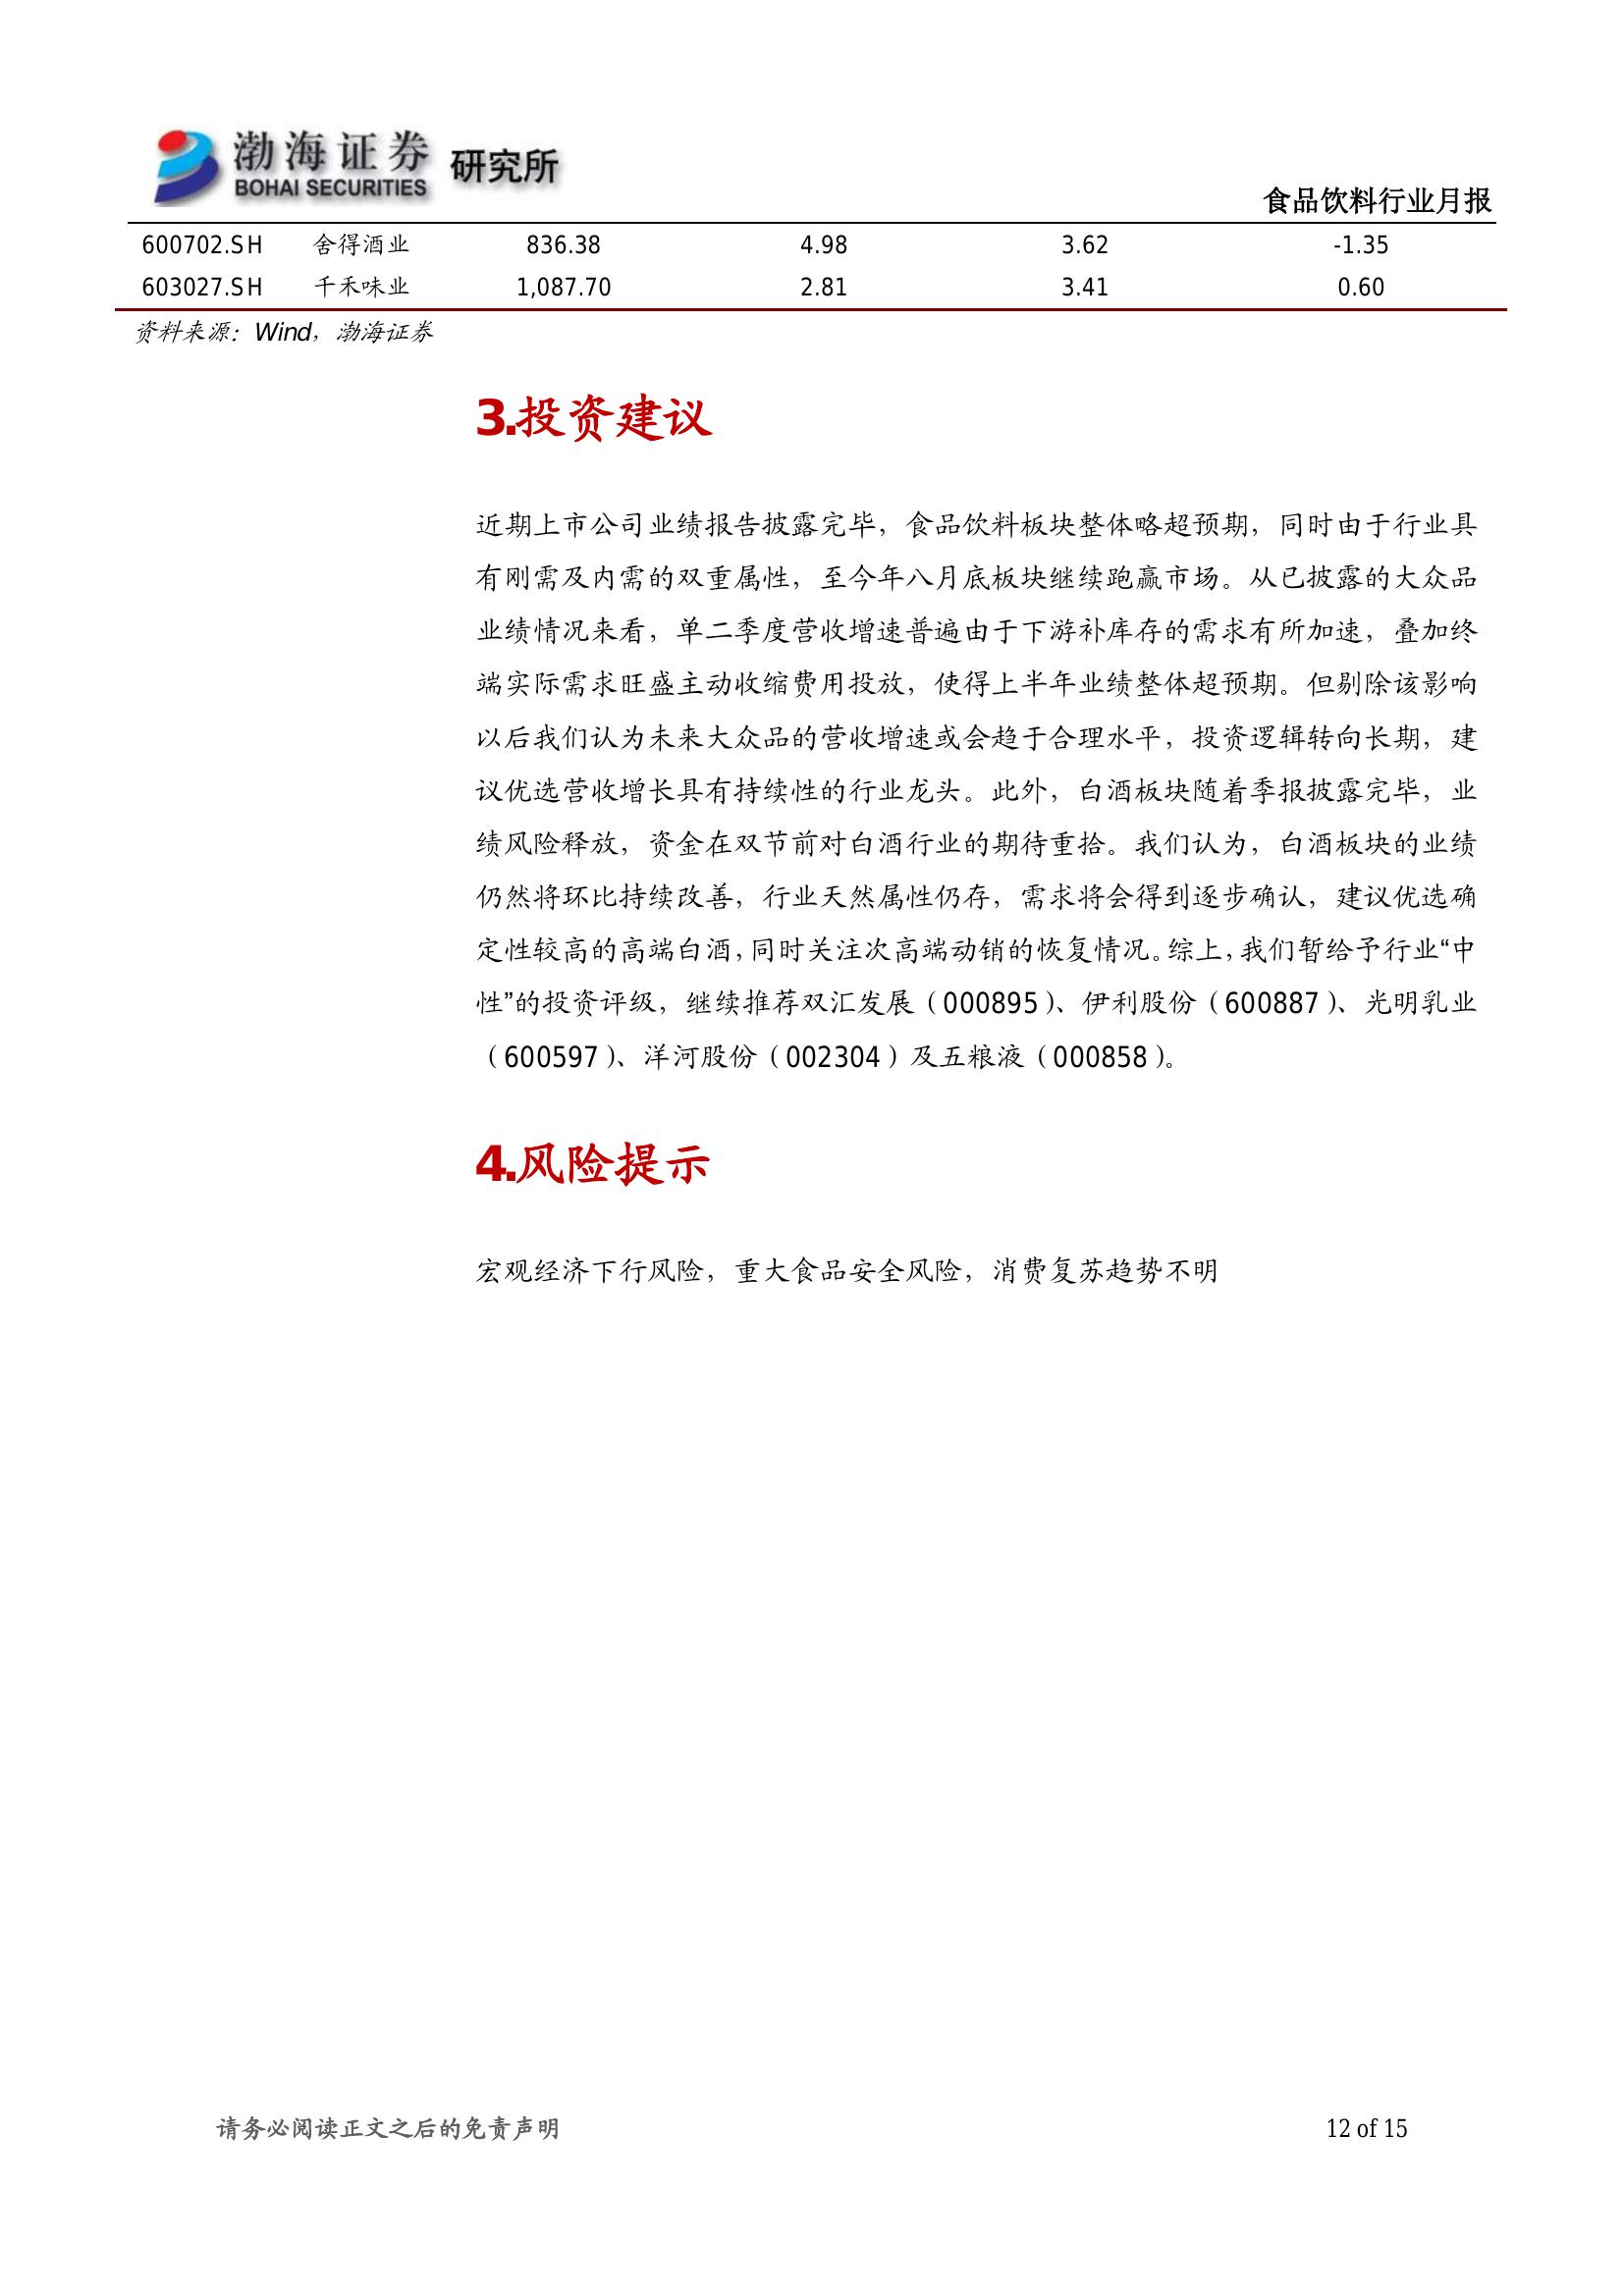 渤海证券 研究所
BOHAI SECURITIES
食品饮料行业月报
600702.SH 舍得酒业 836.38 4.98 3.62 -1.35
603027.SH 千禾味业 1,087.70 2.81 3.41 0.60
资料来源：Wind，渤海证券
3.投资建议
近期上市公司业绩报告披露完毕，食品饮料板块整体略超预期，同时由于行业具
有刚需及内需的双重属性，至今年八月底板块继续跑赢市场。从已披露的大众品
业绩情况来看，单二季度营收增速普遍由于下游补库存的需求有所加速，叠加终
端实际需求旺盛主动收缩费用投放，使得上半年业绩整体超预期。但剔除该影响
以后我们认为未来大众品的营收增速或会趋于合理水平，投资逻辑转向长期，建
议优选营收增长具有持续性的行业龙头。此外，白酒板块随着季报披露完毕，业
绩风险释放，资金在双节前对白酒行业的期待重拾。我们认为，白酒板块的业绩
仍然将环比持续改善，行业天然属性仍存，需求将会得到逐步确认，建议优选确
定性较高的高端白酒，同时关注次高端动销的恢复情况。综上，我们暂给予行业“中
性”的投资评级，继续推荐双汇发展（000895）、伊利股份（600887）、光明乳业
（600597）、洋河股份（002304）及五粮液（000858）。
4.风险提示
宏观经济下行风险，重大食品安全风险，消费复苏趋势不明
请务必阅读正文之后的免责声明 12 of 15